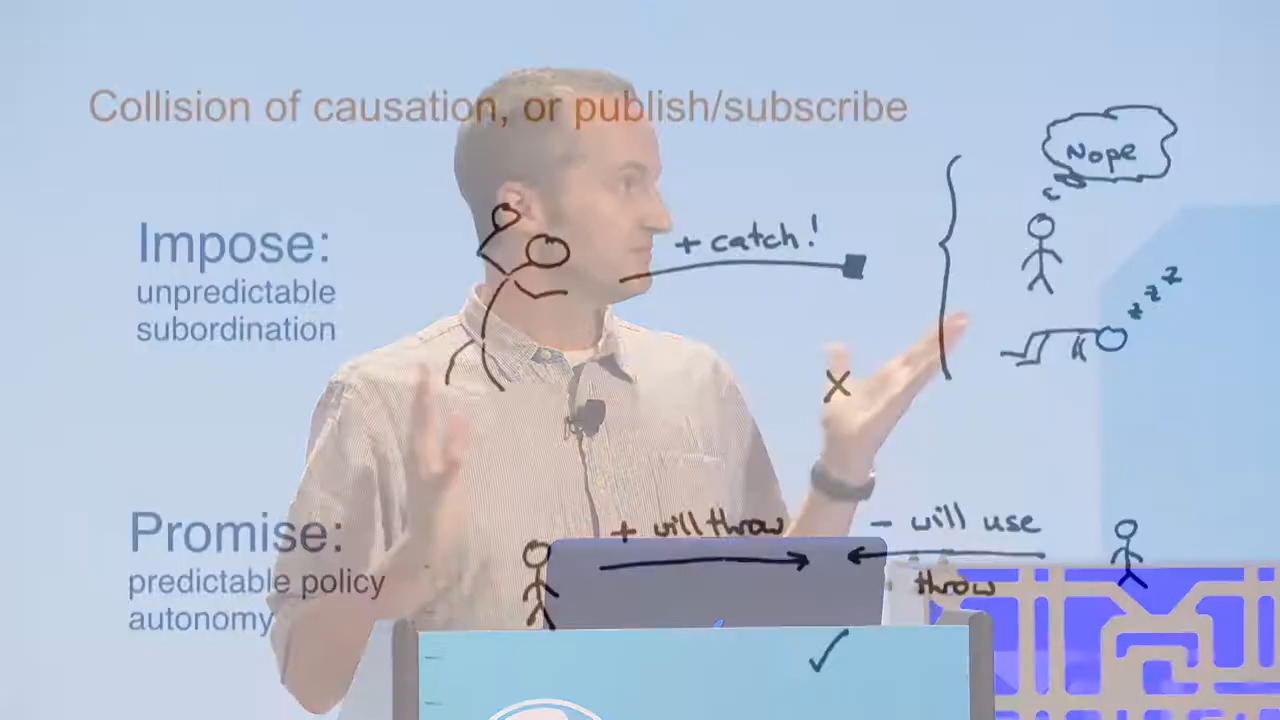 Collision of causation, or publish/subscribe
Nope
Impose:
unpredictable
subordination
+ catch!
z z z
X
Promise:
predictable policy
autonomy
+ will throw
- will use
throw